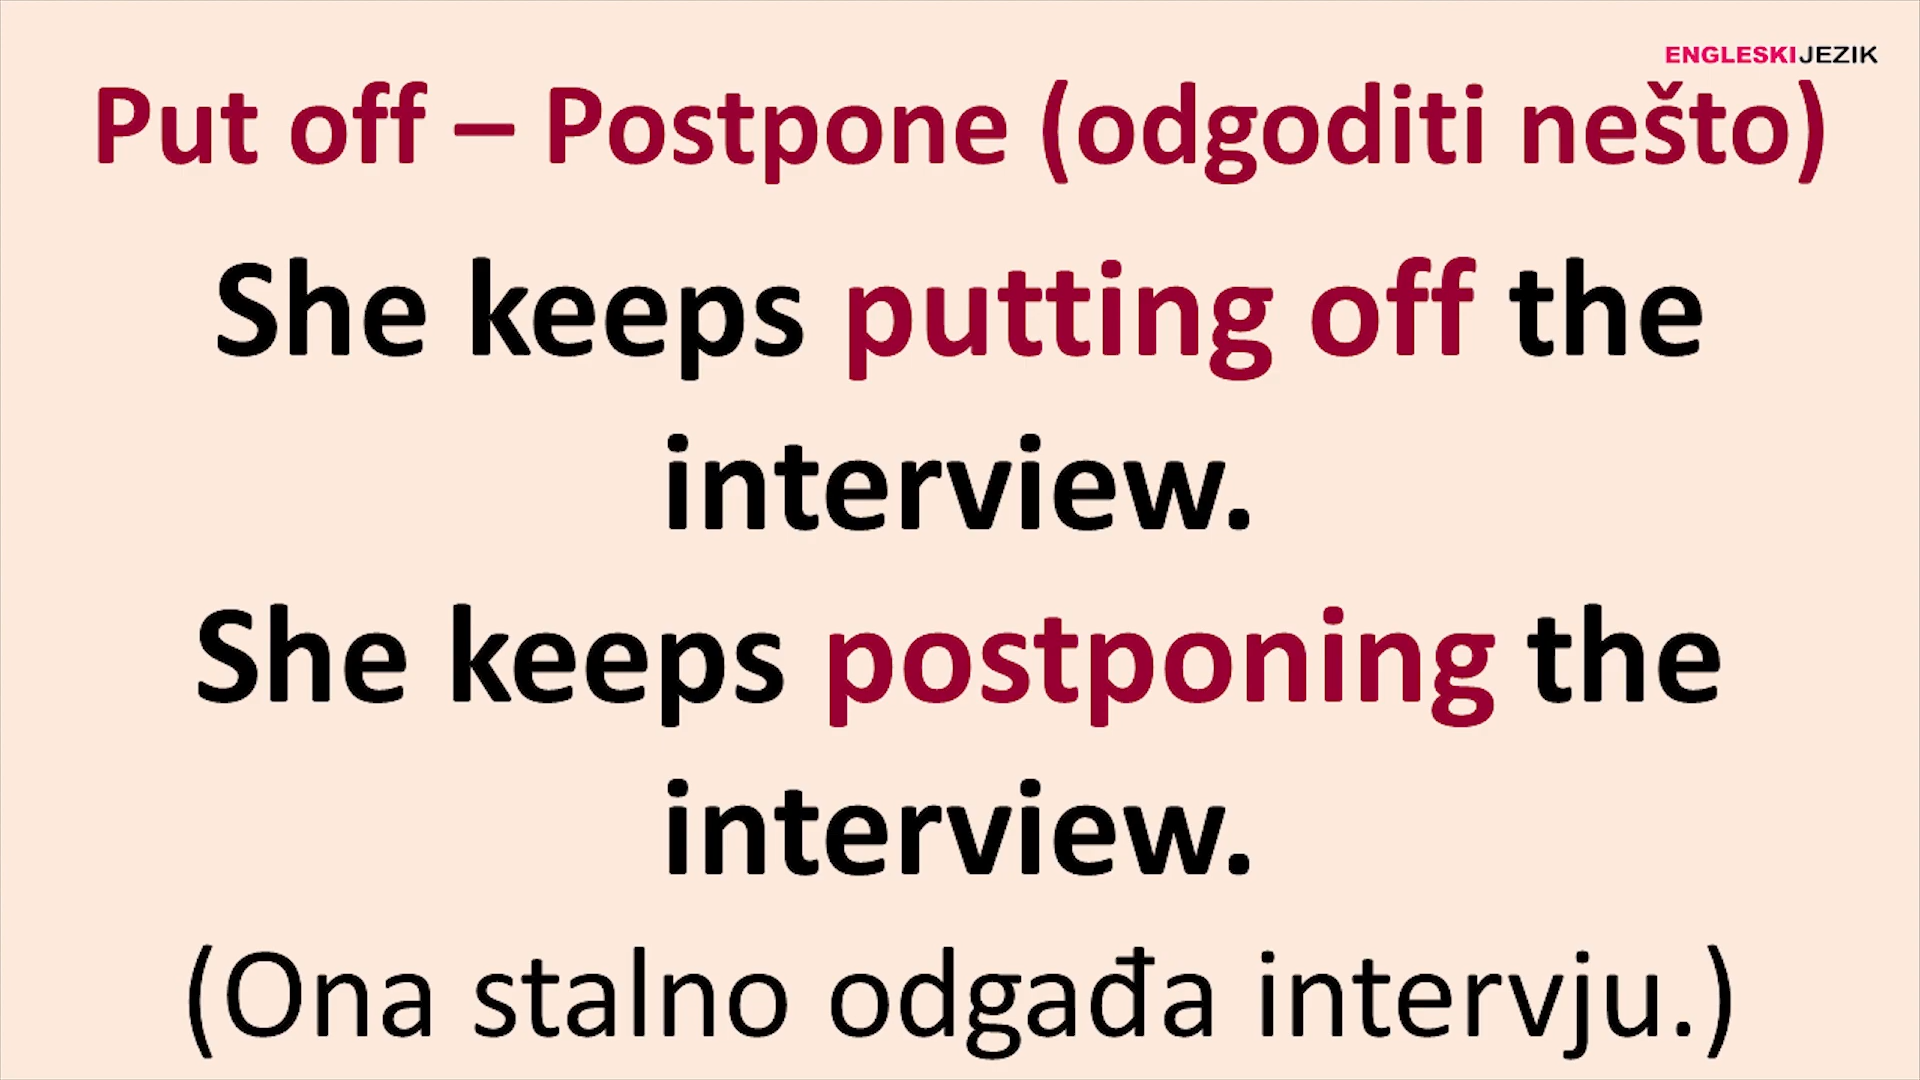 ENGLESKIJEZIK
Put off – Postpone (odgoditi nešto)
She keeps putting off the
interview.
She keeps postponing the
interview.
(Ona stalno odgađa intervju.)